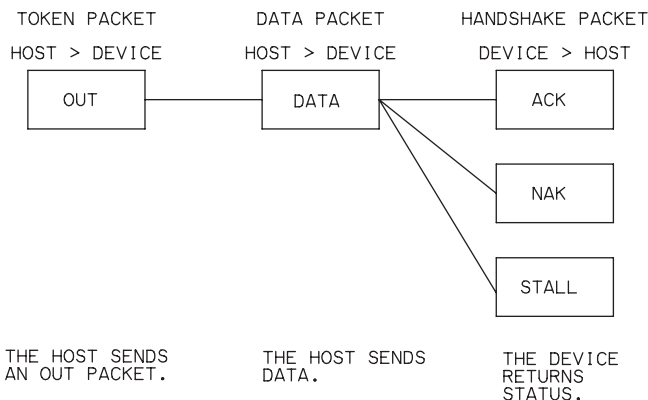 TOKEN PACKET
DATA PACKET
HANDSHAKE PACKET
HOST > DEVICE
HOST > DEVICE
DEVICE > HOST
OUT
DATA
ACK
NAK
STALL
THE HOST SENDS
AN OUT PACKET.
THE HOST SENDS
DATA.
THE DEVICE
RETURNS
STATUS.